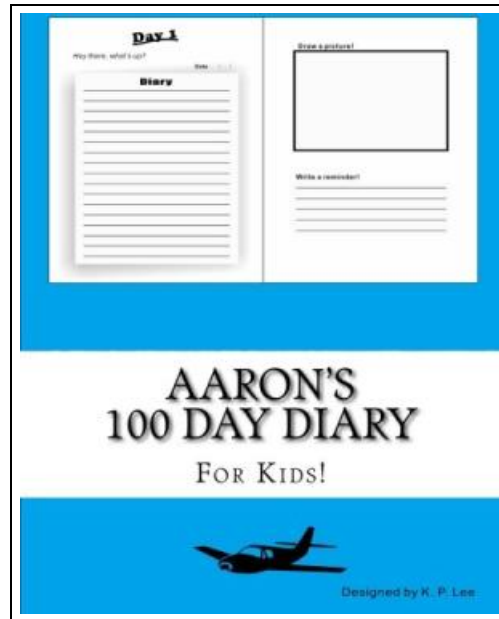 Day 1
Hey there, what's up?
Date / /
Diary
Draw a picture!
Write a reminder!
AARON'S
100 DAY DIARY
FOR KIDS!
Designed by K. P. Lee